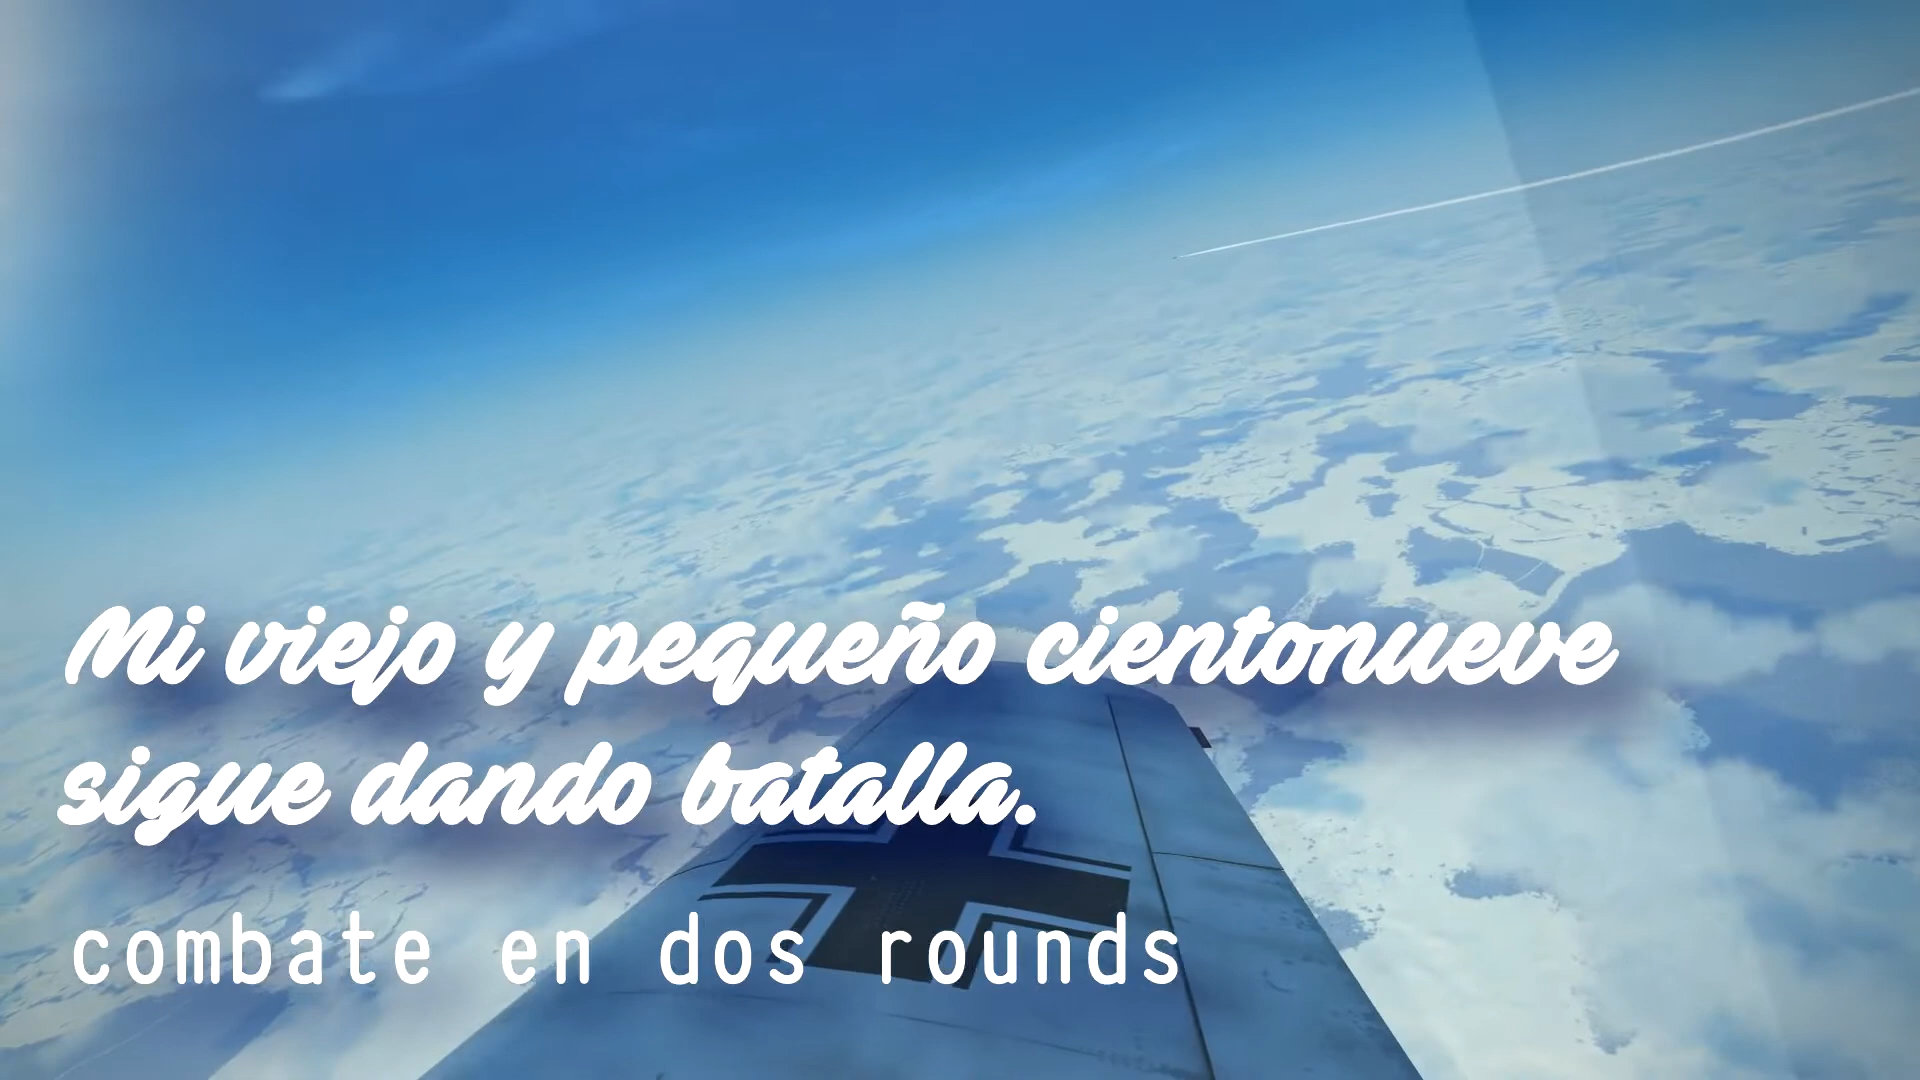 Mi viejo y pequeño cientonueve
sigue dando batalla.
combate en dos rounds